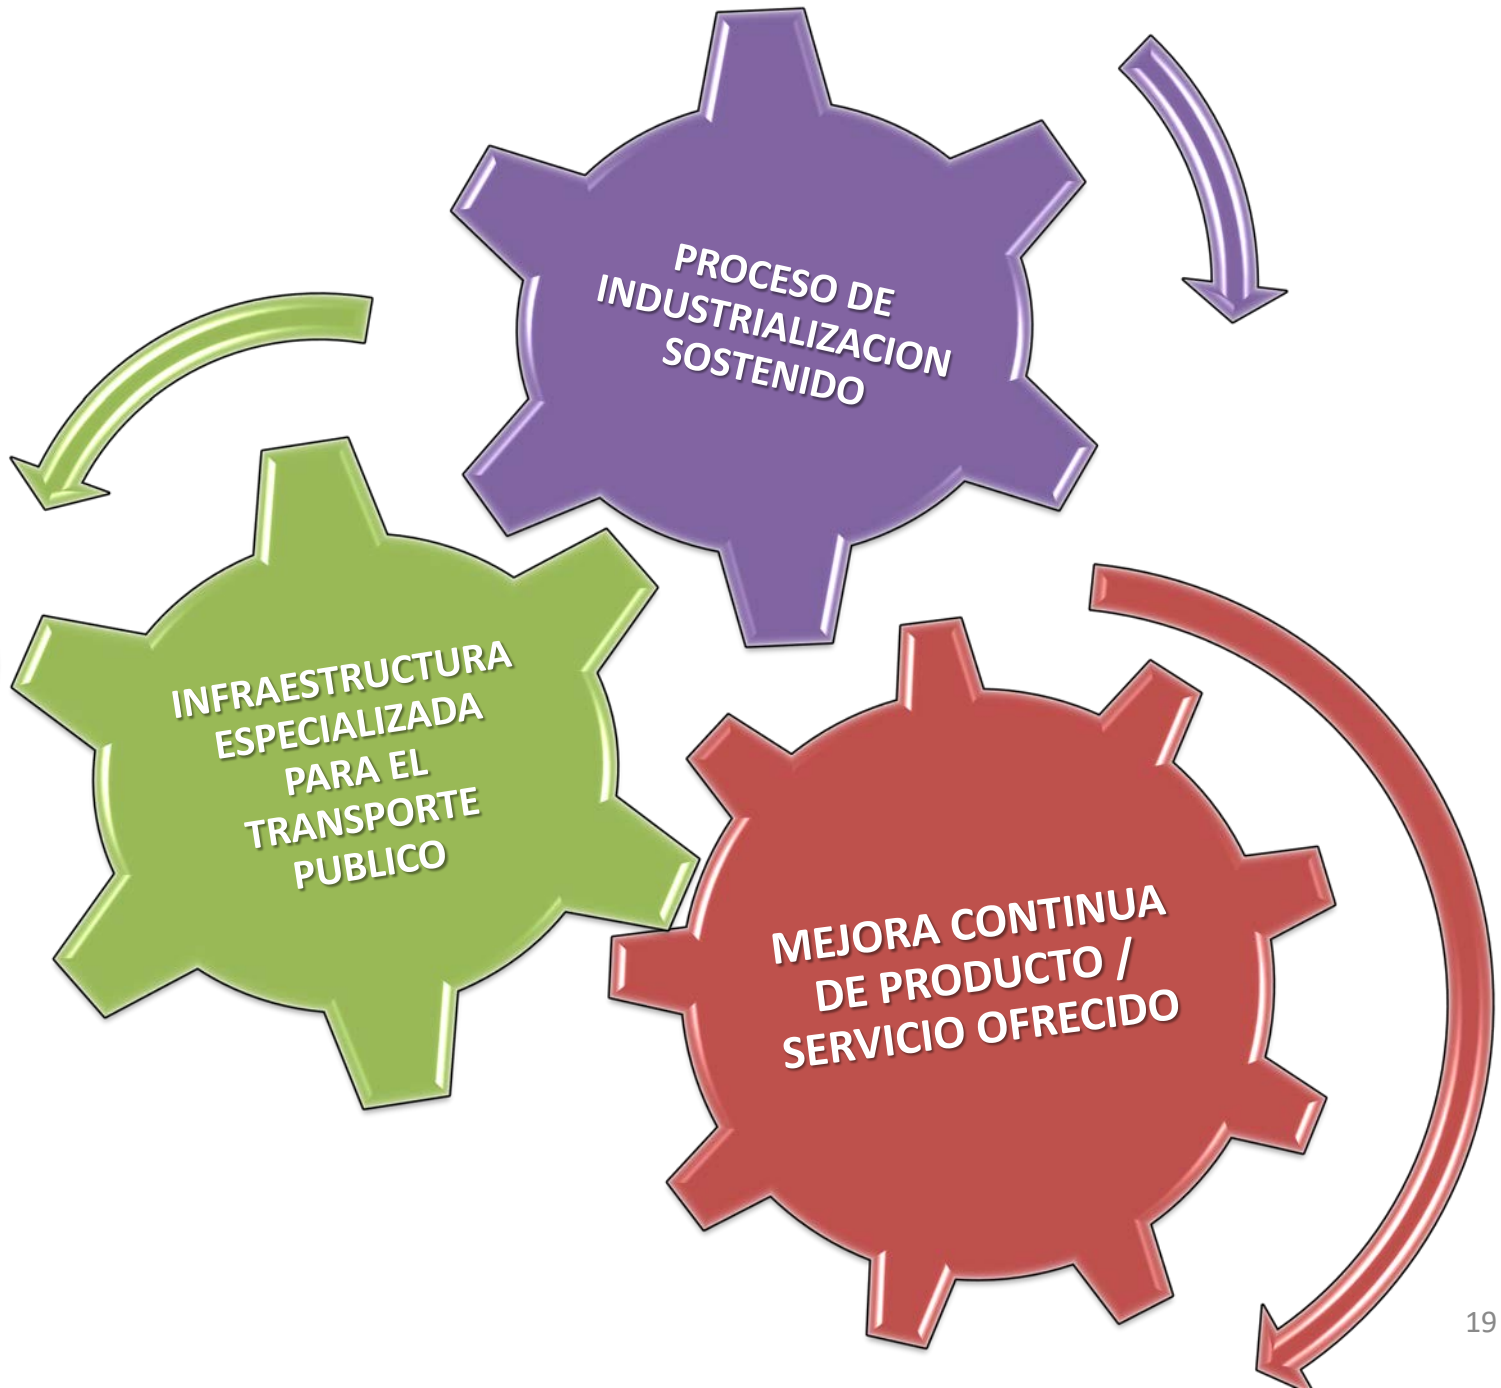 PROCESO DE
INDUSTRIALIZACION
SOSTENIDO
INFRAESTRUCTURA
ESPECIALIZADA
PARA EL
TRANSPORTE
PUBLICO
MEJORA CONTINUA
DE PRODUCTO /
SERVICIO OFRECIDO
19